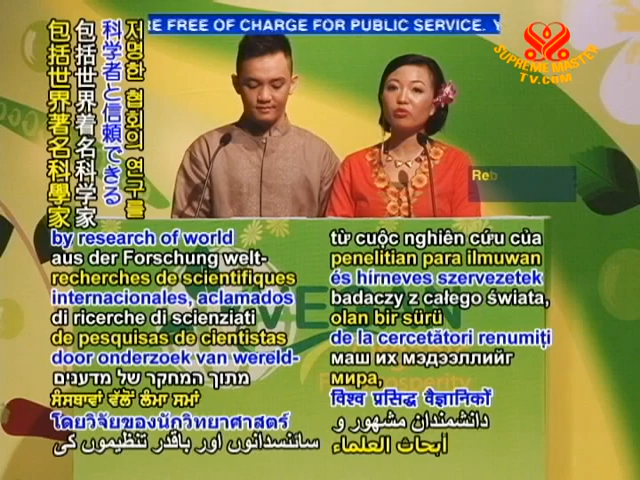 RE FREE OF CHARGE FOR PUBLIC SERVICE. Y
SUPREME MASTER
TV.COM
包括世界著名科學家
包括世界着名科学家
科学者と信頼できる
저명한 협회의 연구를
Reb
by research of world
aus der Forschung welt-
recherches de scientifiques
internacionales, aclamados
di ricerche di scienziati
de pesquisas de cientistas
door onderzoek van wereld-
מתוך המחקר של מדענים
ਸੰਸਥਾਵਾਂ ਵੱਲੋਂ ਲੰਮਾ ਸਮਾਂ
โดยวิจัยของนักวิทยาศาสตร์
سائنسدانوں اور باقدر تنظیموں کی
từ cuộc nghiên cứu của
penelitian para ilmuwan
és hírneves szervezetek
badaczy z całego świata,
olan bir sürü
de la cercetători renumiți
маш их мэдээллийг
мира,
विश्व प्रसिद्ध वैज्ञानिकों
دانشمندان مشهور و
أبحاث العلماء
VEGAN